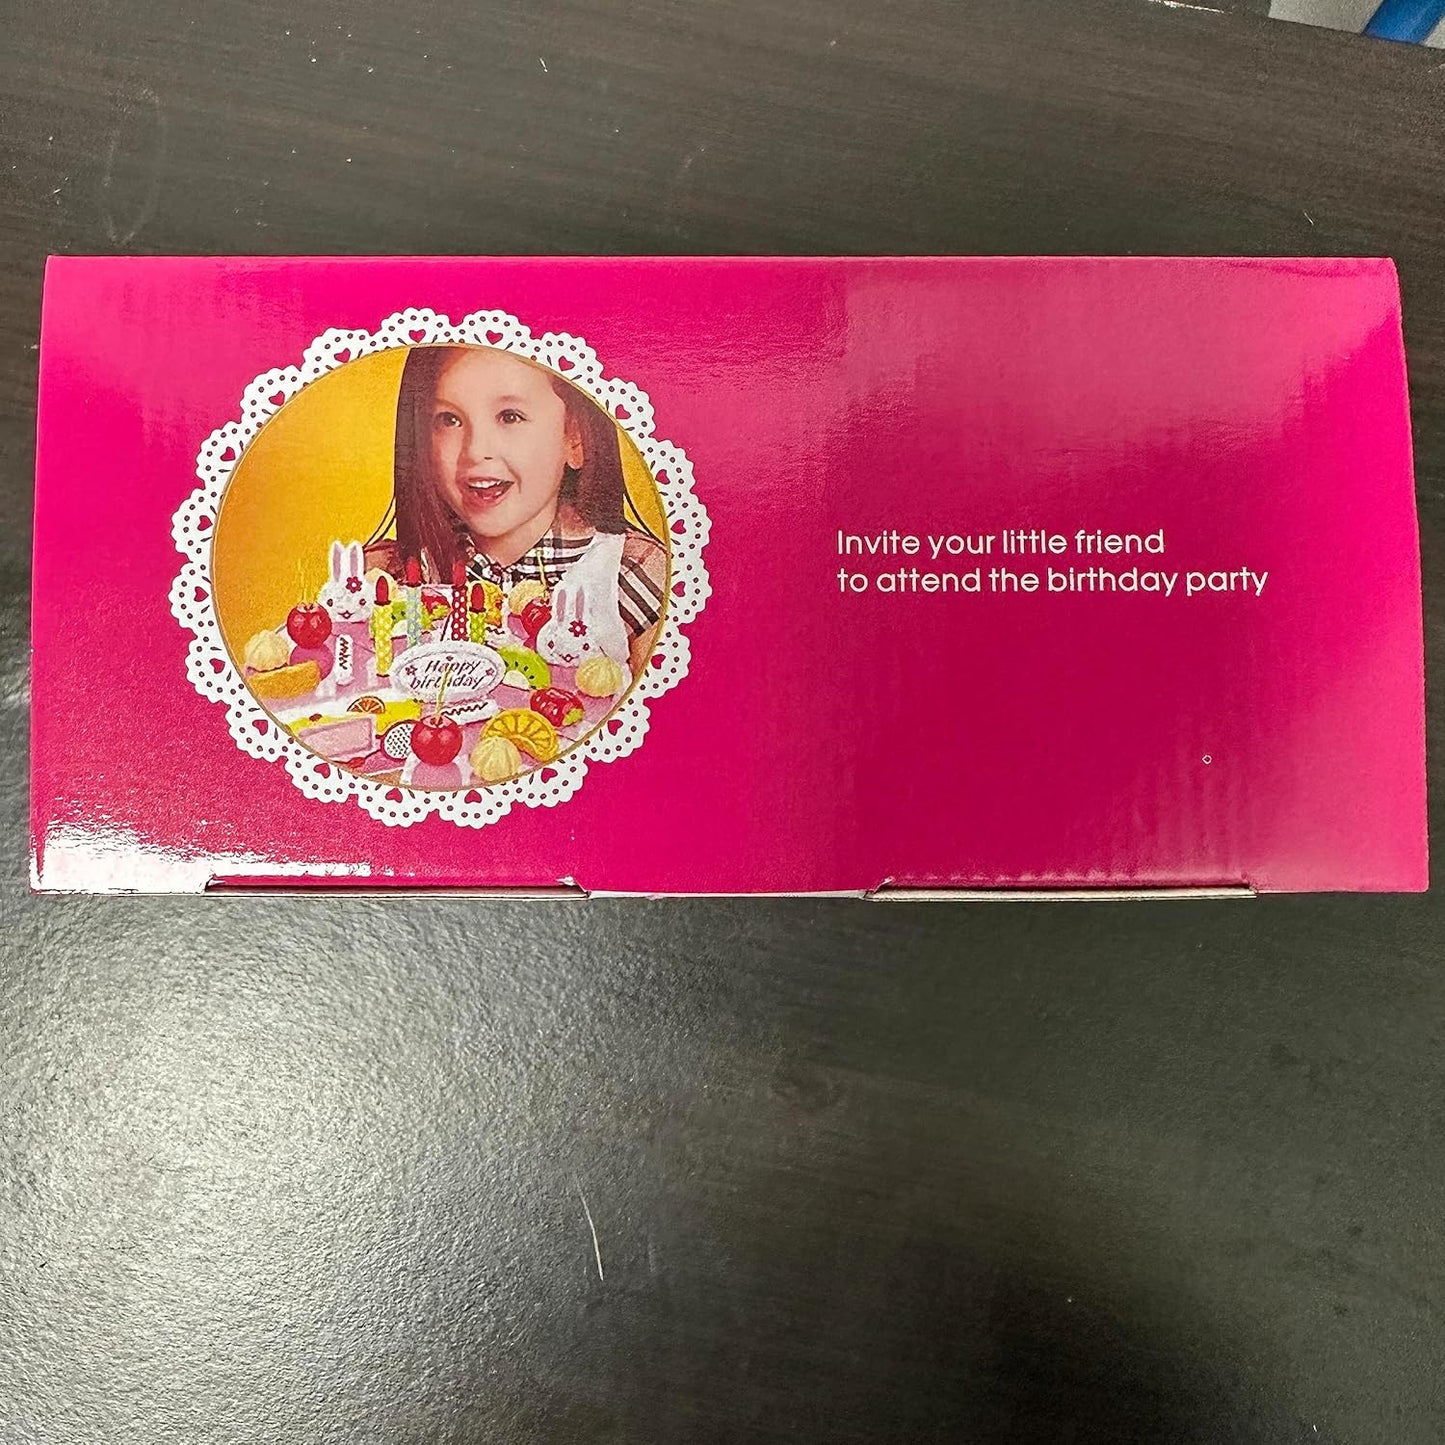 Happy
birthday
Invite your little friend
to attend the birthday party